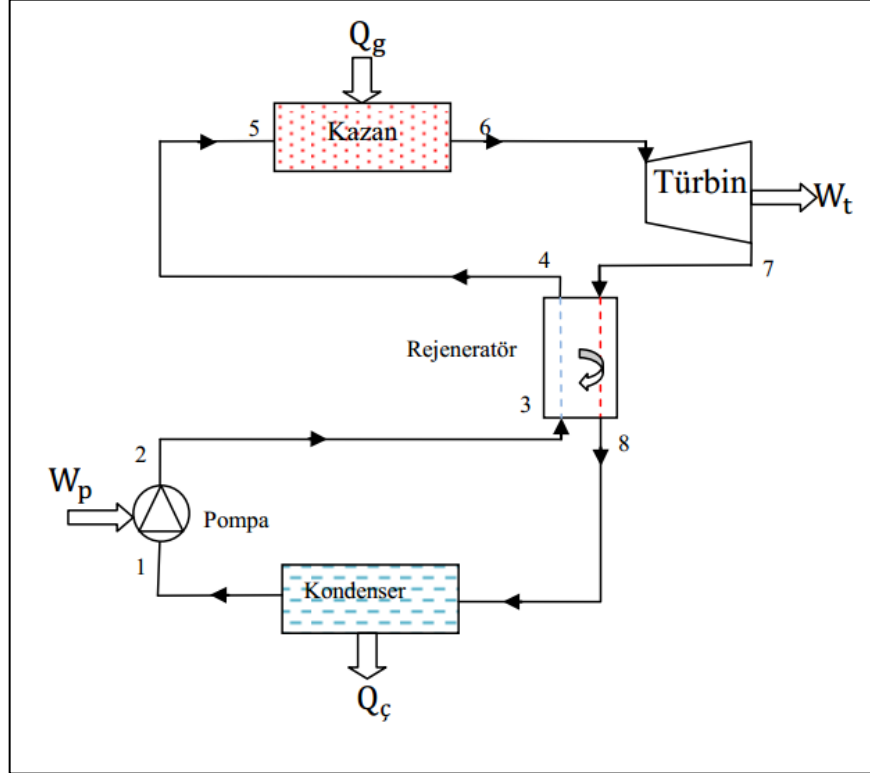 Q_g
Kazan
5
6
Türbin
W_t
7
4
Rejeneratör
3
8
2
W_p
Pompa
1
Kondenser
Q_ç